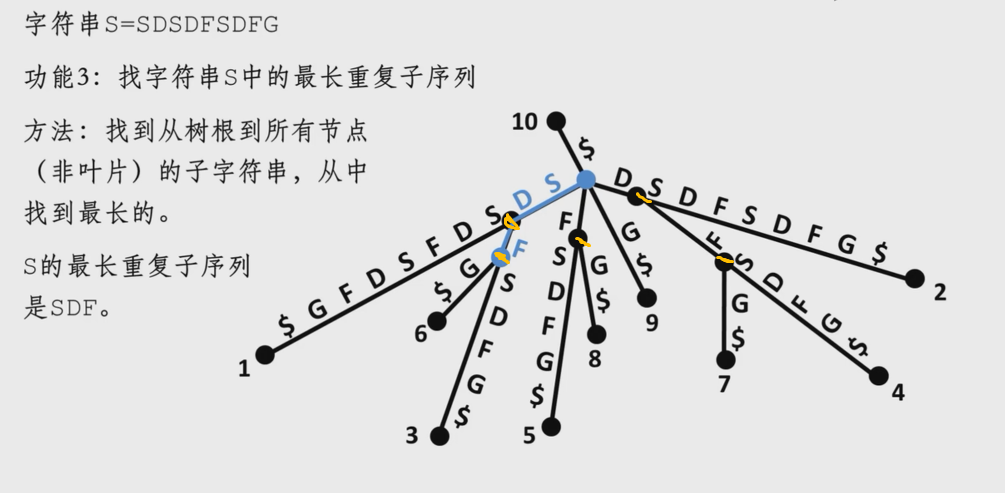 字符串S=SDSDFSDFG
功能3: 找字符串S中的最长重复子序列
方法: 找到从树根到所有节点
（非叶片）的子字符串，从中
找到最长的。
S的最长重复子序列
是SDF。
10
$
D S
D S D F S D F G $
2
S D F S D F G $
1
F
G $
6
S D F G $
3
F
S D F G $
5
G $
8
G $
9
F
S D F G $
4
G $
7